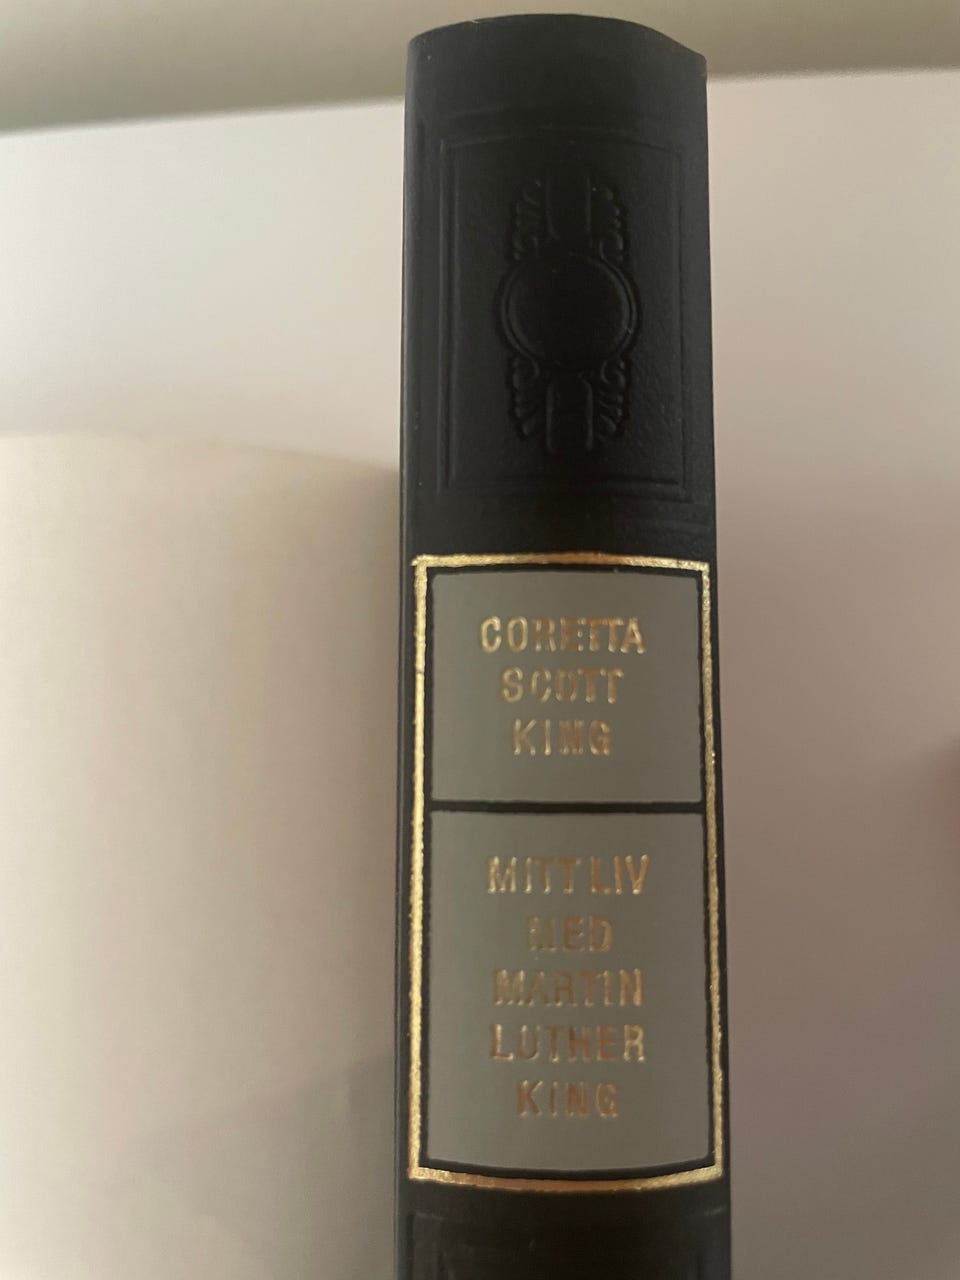 CORETTA
SCOTT
KING
MITT LIV
MED
MARTIN
LUTHER
KING